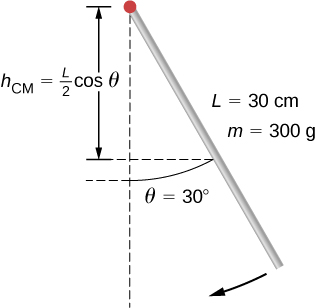 h_CM = L/2 cos θ
L = 30 cm
m = 300 g
θ = 30°